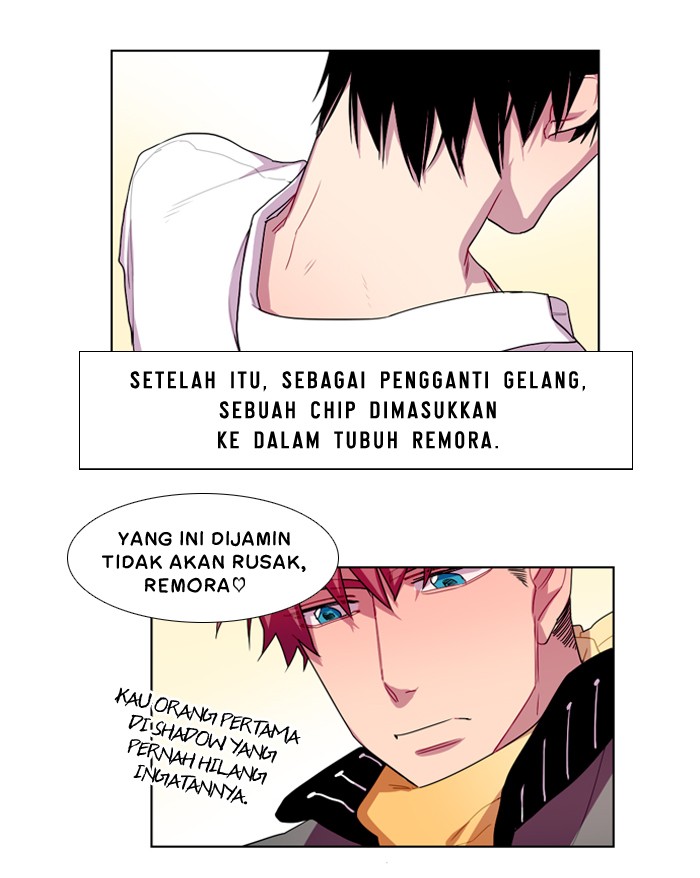 SETELAH ITU, SEBAGAI PENGGANTI GELANG,
SEBUAH CHIP DIMASUKKAN
KE DALAM TUBUH REMORA.
YANG INI DIJAMIN
TIDAK AKAN RUSAK,
REMORA♡
KAU ORANG PERTAMA
DI SHADOW YANG
PERNAH HILANG
INGATANNYA.